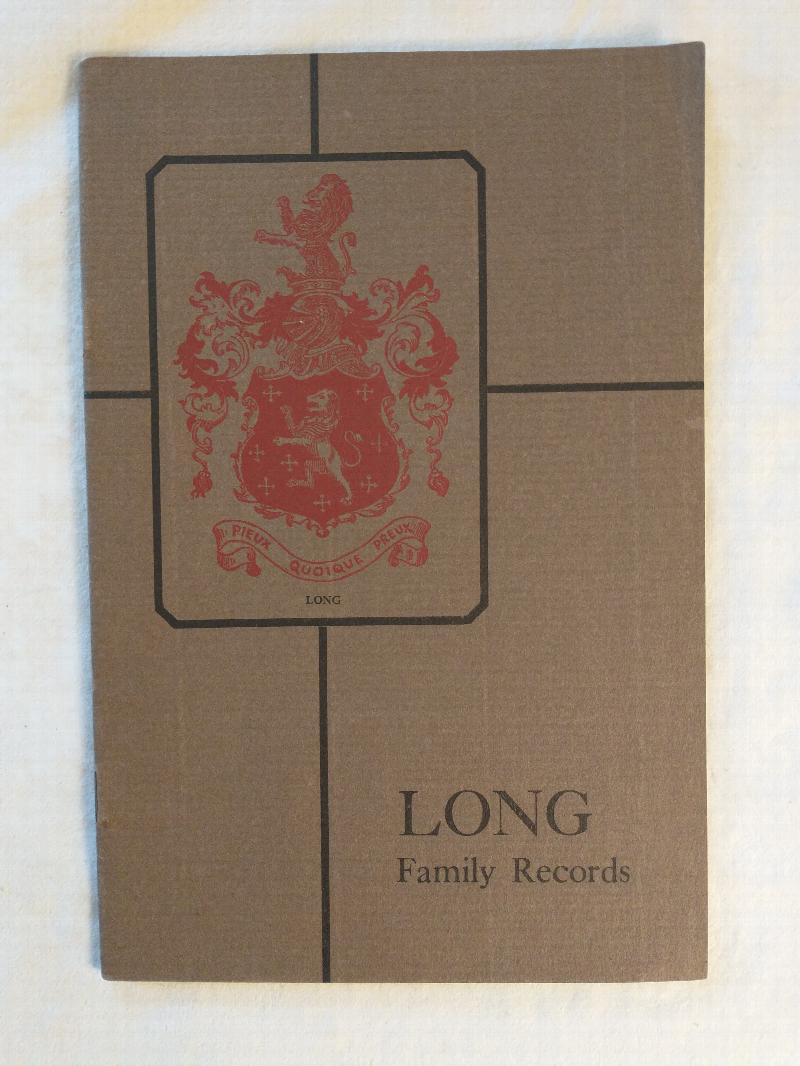 PIEUX QUOIQUE PREUX
LONG
LONG
Family Records